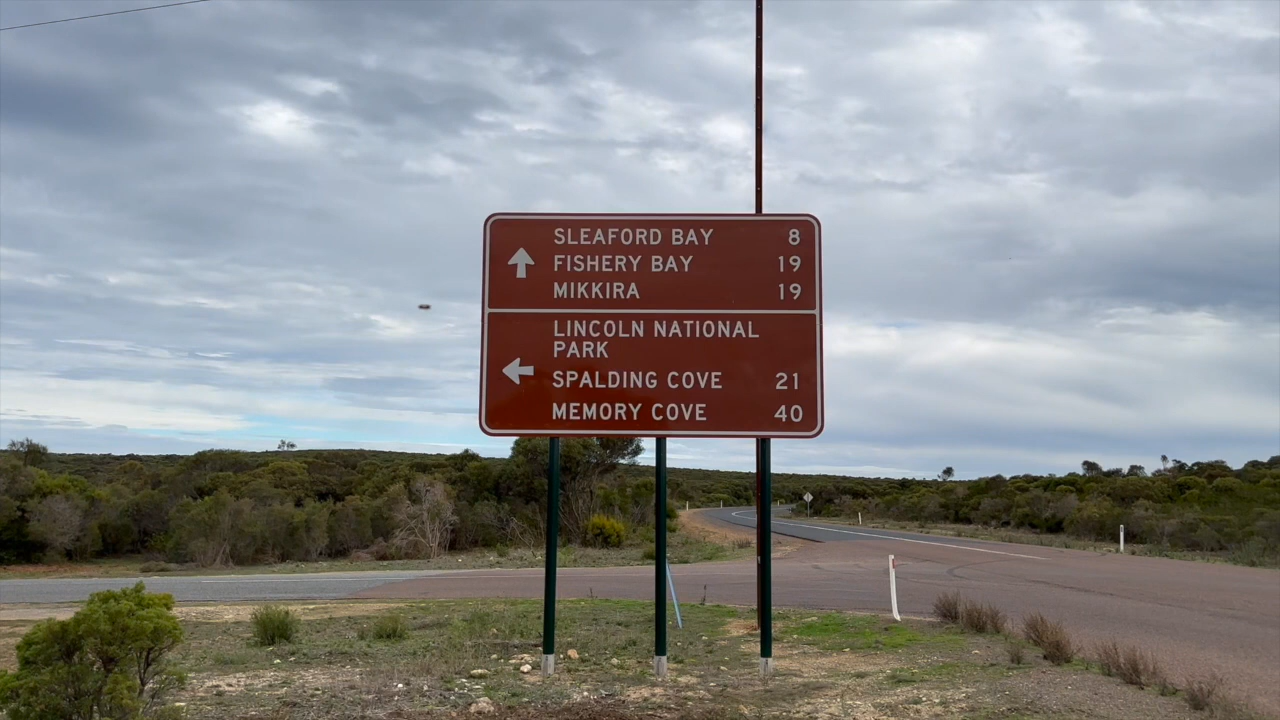 SLEAFORD BAY 8
FISHERY BAY 19
MIKKIRA 19
LINCOLN NATIONAL
PARK
SPALDING COVE 21
MEMORY COVE 40